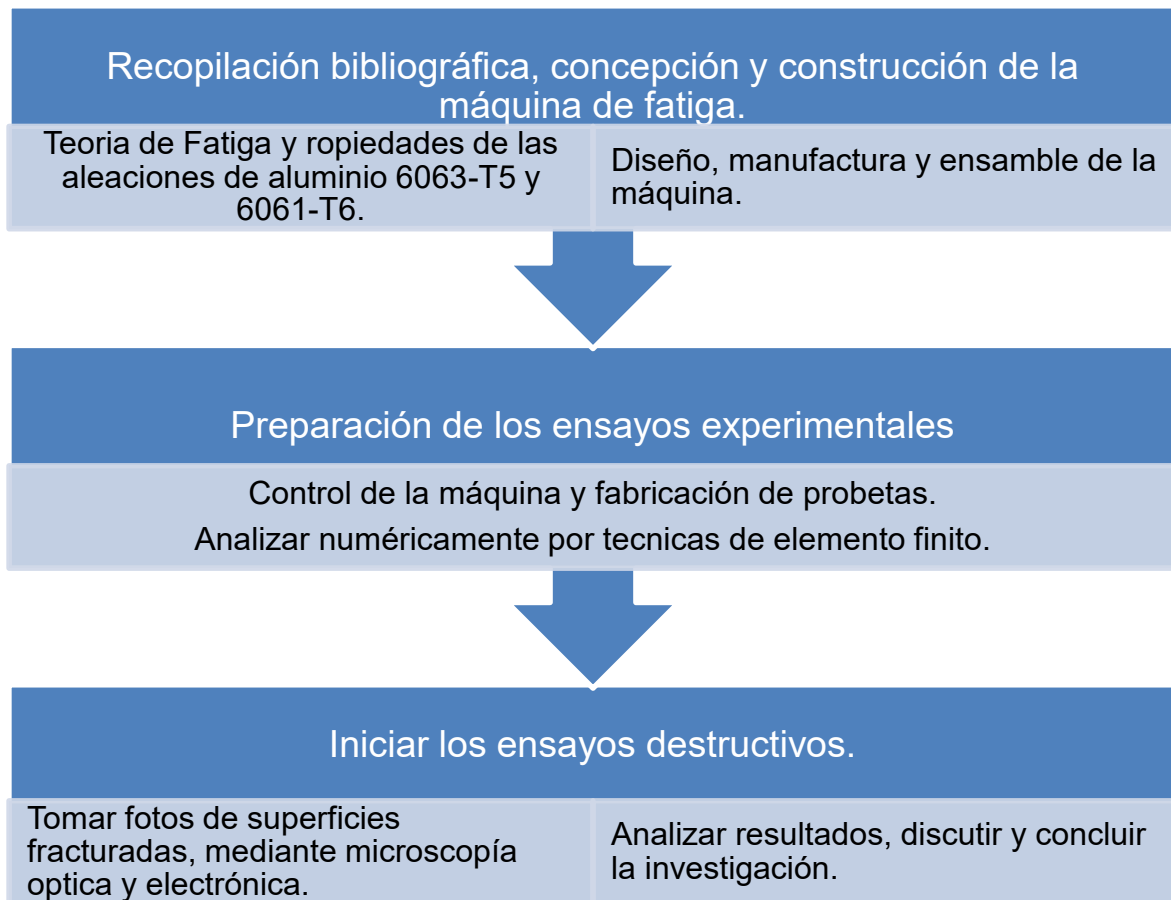 Recopilación bibliográfica, concepción y construcción de la
máquina de fatiga.
Teoria de Fatiga y ropiedades de las
aleaciones de aluminio 6063-T5 y
6061-T6.
Diseño, manufactura y ensamble de la
máquina.
Preparación de los ensayos experimentales
Control de la máquina y fabricación de probetas.
Analizar numéricamente por tecnicas de elemento finito.
Iniciar los ensayos destructivos.
Tomar fotos de superficies
fracturadas, mediante microscopía
optica y electrónica.
Analizar resultados, discutir y concluir
la investigación.